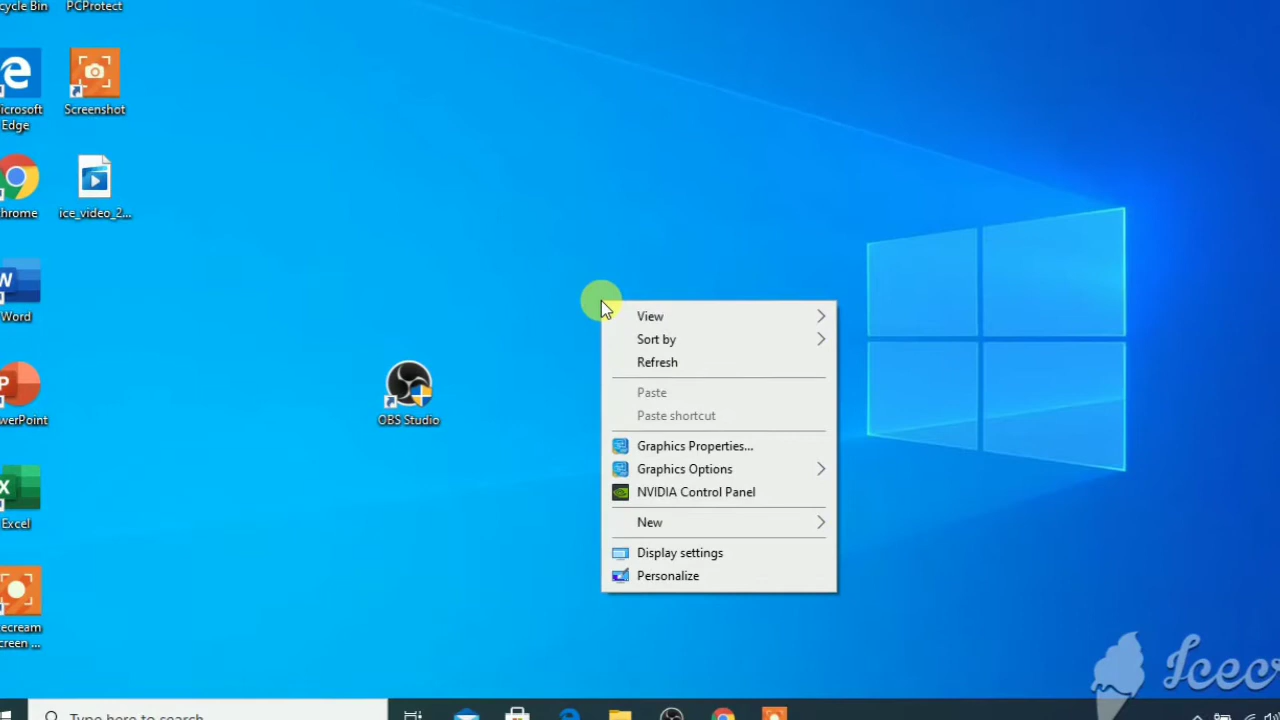 cycle Bin
PCProtect
icrosoft
Edge
Screenshot
hrome
ice_video_2...
Word
OBS Studio
werPoint
Excel
ecream
creen ...
View
Sort by
Refresh
Paste
Paste shortcut
Graphics Properties...
Graphics Options
NVIDIA Control Panel
New
Display settings
Personalize
Icecr
Type here to search